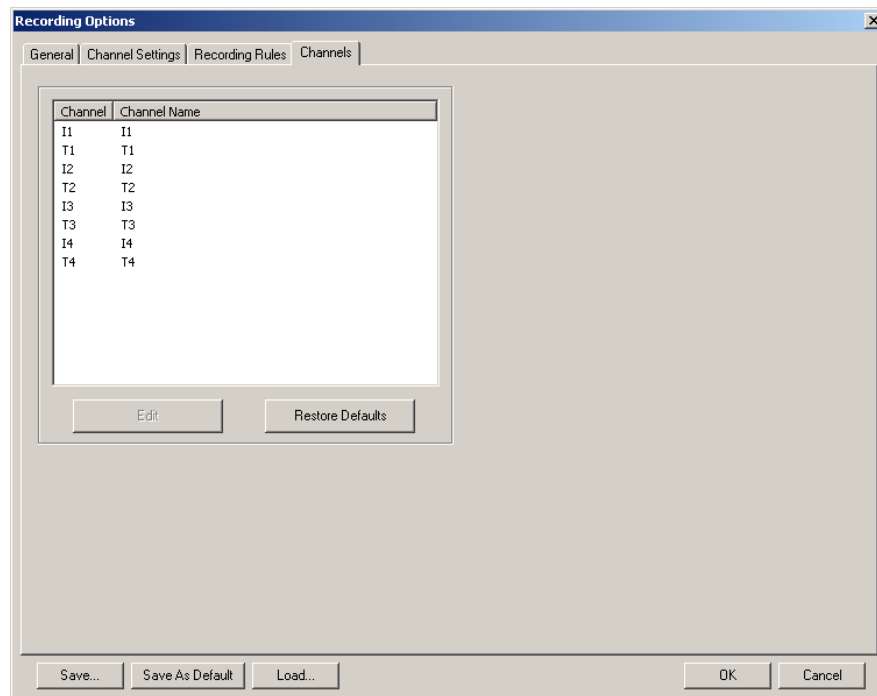 Recording Options
General Channel Settings Recording Rules Channels
Channel Channel Name
I1 I1
T1 T1
I2 I2
T2 T2
I3 I3
T3 T3
I4 I4
T4 T4
Edit Restore Defaults
Save... Save As Default Load... OK Cancel